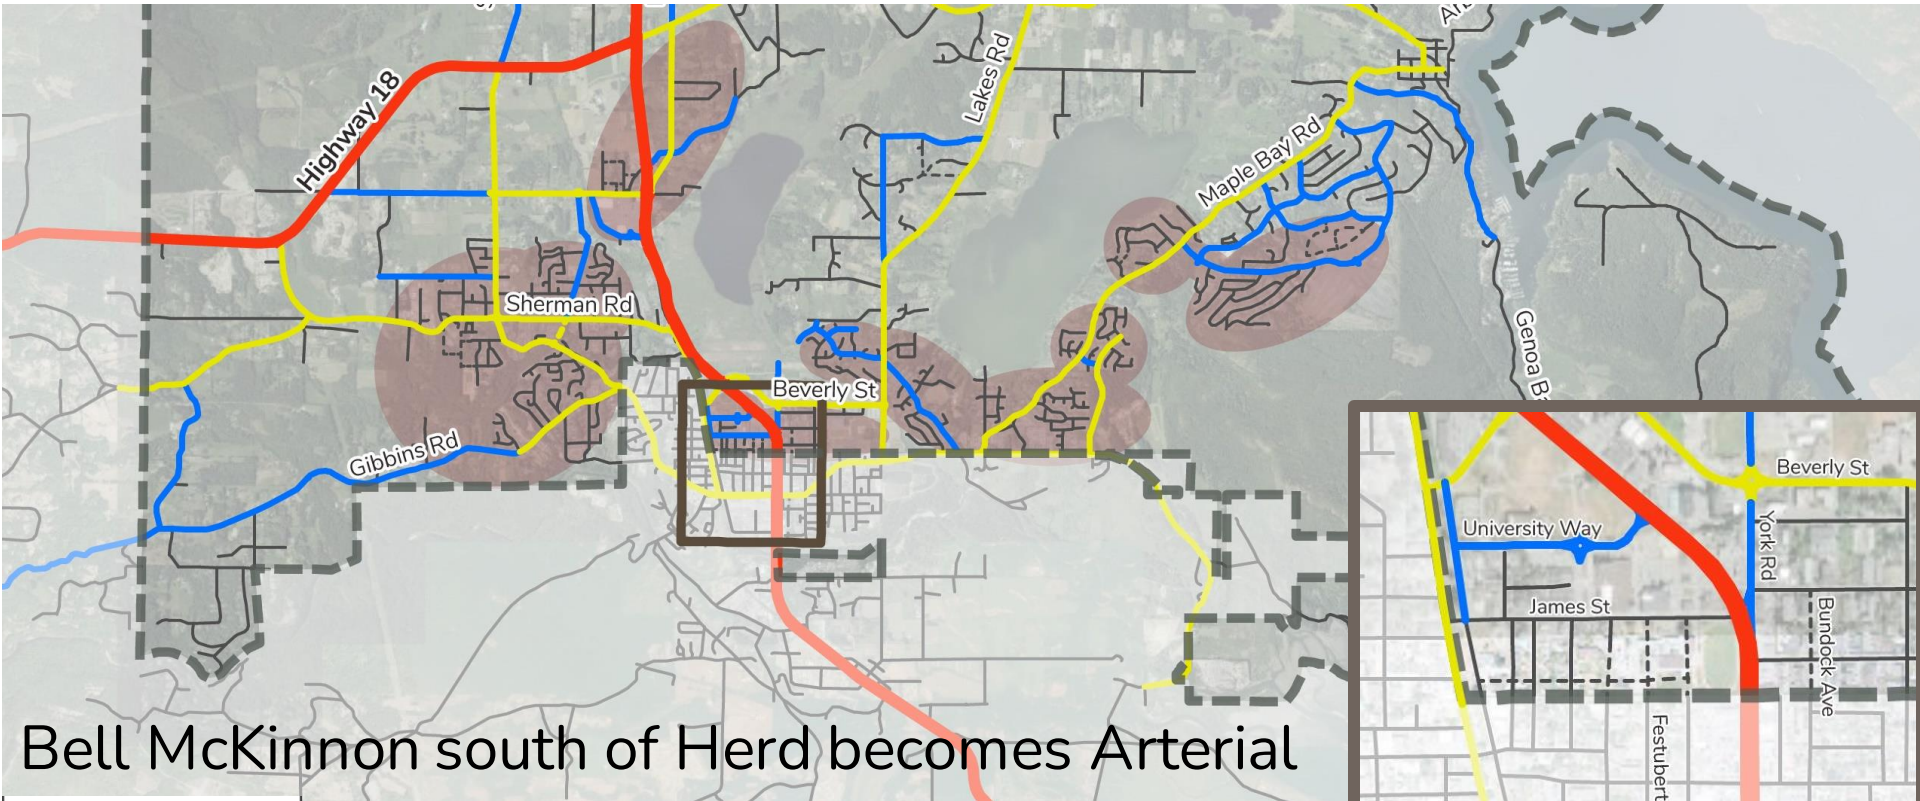 Highway 18
Lakes Rd
Maple Bay Rd
Sherman Rd
Genoa Ba
Beverly St
Gibbins Rd
Beverly St
University Way
York Rd
James St
Bundock Ave
Festubert
Bell McKinnon south of Herd becomes Arterial